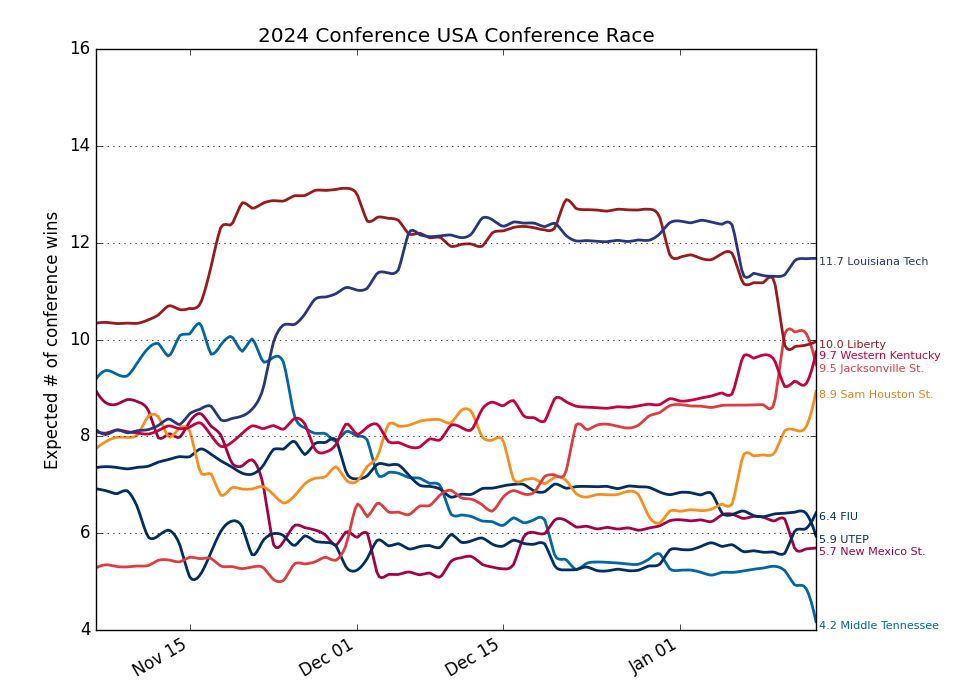 2024 Conference USA Conference Race
Expected # of conference wins
16
14
12
10
8
6
4
11.7 Louisiana Tech
10.0 Liberty
9.7 Western Kentucky
9.5 Jacksonville St.
8.9 Sam Houston St.
6.4 FIU
5.9 UTEP
5.7 New Mexico St.
4.2 Middle Tennessee
Nov 15
Dec 01
Dec 15
Jan 01